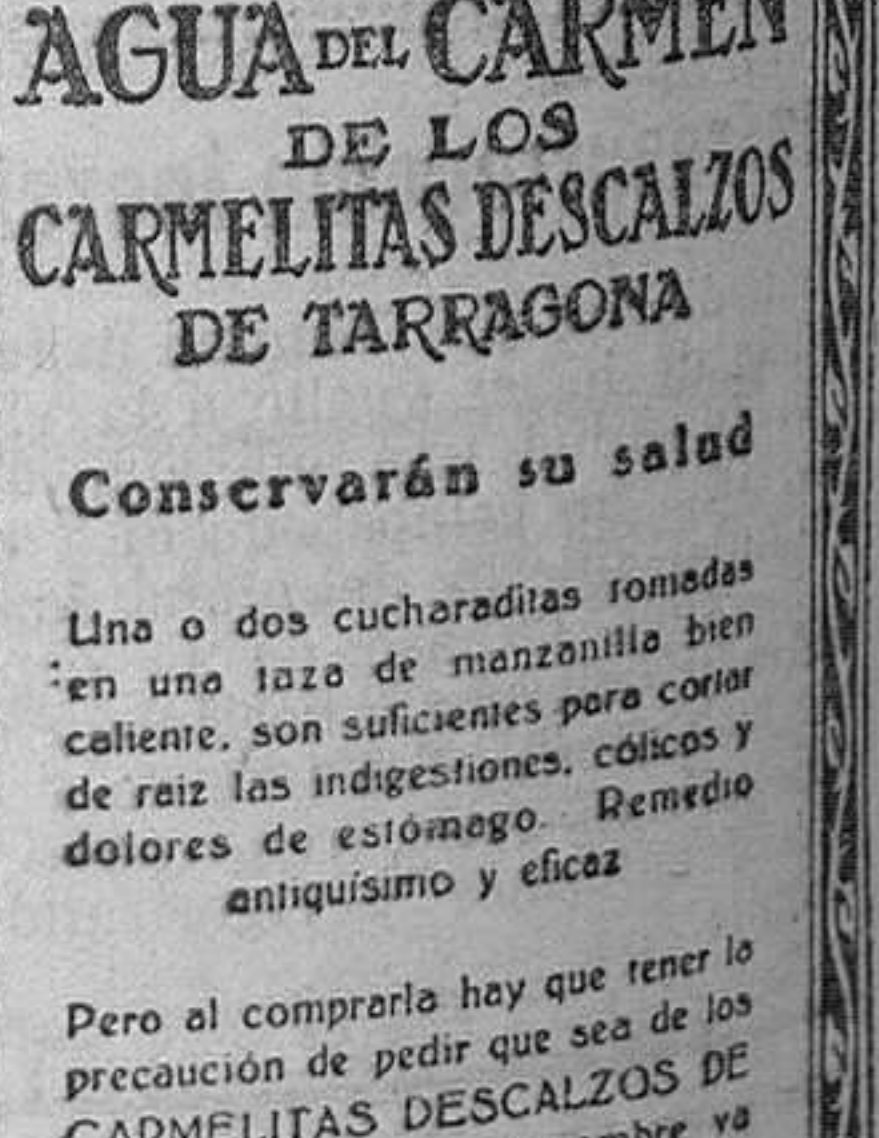 AGUA DEL CARMEN
DE LOS
CARMELITAS DESCALZOS
DE TARRAGONA
Conservarán su salud
Una o dos cucharaditas tomadas
en una taza de manzanilla bien
caliente, son suficientes para cortar
de raiz las indigestiones, cólicos y
dolores de estómago. Remedio
antiquísimo y eficaz
Pero al comprarla hay que tener la
precaución de pedir que sea de los
CARMELITAS DESCALZOS DE
va